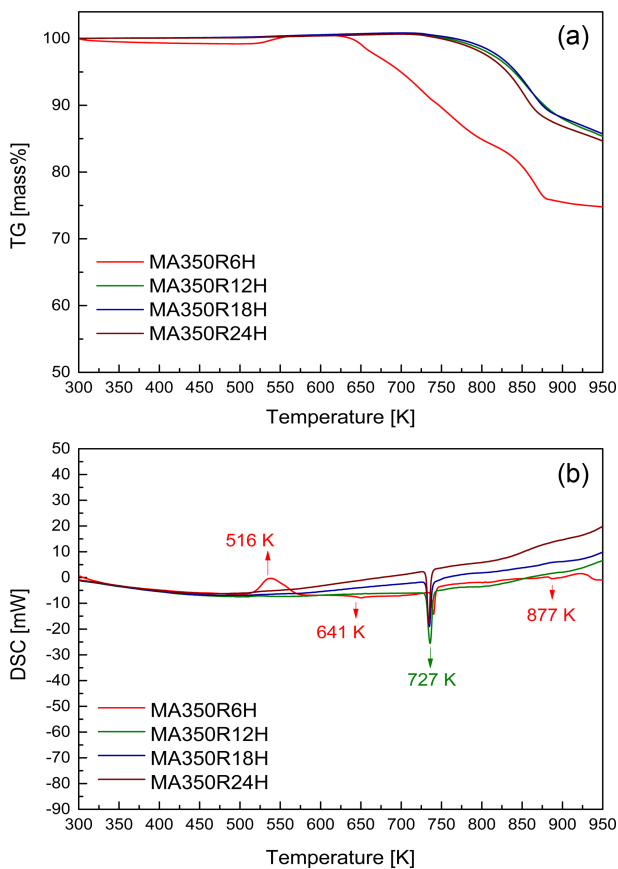 (a)
TG [mass%]
100
90
80
70
60
50
MA350R6H
MA350R12H
MA350R18H
MA350R24H
300 350 400 450 500 550 600 650 700 750 800 850 900 950
Temperature [K]
(b)
DSC [mW]
50
40
30
20
10
0
-10
-20
-30
-40
-50
-60
-70
-80
-90
516 K
641 K
877 K
727 K
MA350R6H
MA350R12H
MA350R18H
MA350R24H
300 350 400 450 500 550 600 650 700 750 800 850 900 950
Temperature [K]